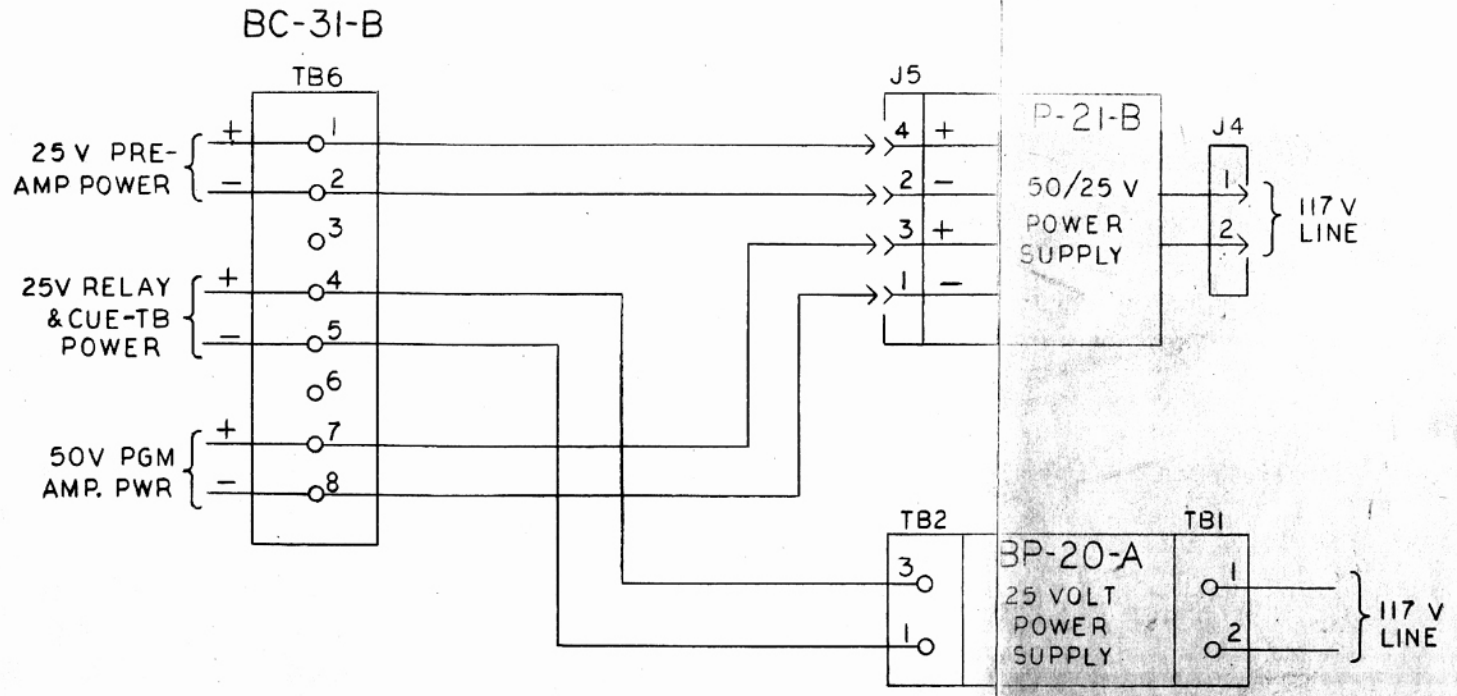 BC-31-B
TB6
25 V PRE-
AMP POWER
+
-
1
2
3
25V RELAY
& CUE-TB
POWER
+
-
4
5
6
50V PGM
AMP. PWR
+
-
7
8
J5
4 +
2 -
3 +
1 -
P-21-B
50/25 V
POWER
SUPPLY
J4
1
2
117 V
LINE
TB2
3
1
BP-20-A
25 VOLT
POWER
SUPPLY
TB1
1
2
117 V
LINE